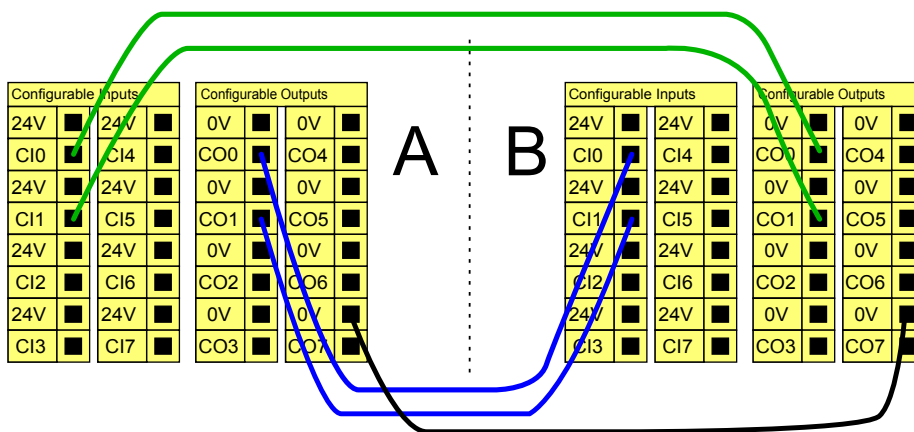 Configurable Inputs
24V 24V
CI0 CI4
24V 24V
CI1 CI5
24V 24V
CI2 CI6
24V 24V
CI3 CI7
Configurable Outputs
0V 0V
CO0 CO4
0V 0V
CO1 CO5
0V 0V
CO2 CO6
0V 0V
CO3 CO7
A
B
Configurable Inputs
24V 24V
CI0 CI4
24V 24V
CI1 CI5
24V 24V
CI2 CI6
24V 24V
CI3 CI7
Configurable Outputs
0V 0V
CO0 CO4
0V 0V
CO1 CO5
0V 0V
CO2 CO6
0V 0V
CO3 CO7